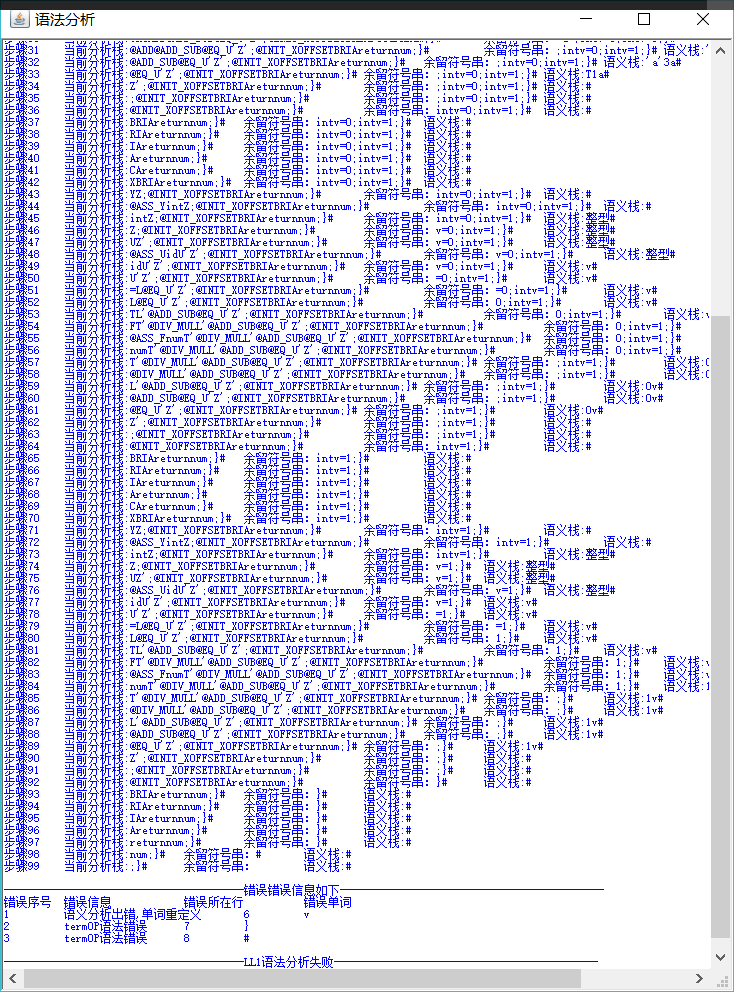 语法分析
步骤31 当前分析栈:@ADD@ADD_SUB@EQ_U'Z';@INIT_XOFFSETBRIAreturnnum;}# 余留符号串: ;intv=0;intv=1;}# 语义栈:'
步骤32 当前分析栈:@ADD_SUB@EQ_U'Z';@INIT_XOFFSETBRIAreturnnum;}# 余留符号串: ;intv=0;intv=1;}# 语义栈:'a'3a#
步骤33 当前分析栈:@EQ_U'Z';@INIT_XOFFSETBRIAreturnnum;}# 余留符号串: ;intv=0;intv=1;}# 语义栈:T1a#
步骤34 当前分析栈:Z';@INIT_XOFFSETBRIAreturnnum;}# 余留符号串: ;intv=0;intv=1;}# 语义栈:#
步骤35 当前分析栈:;@INIT_XOFFSETBRIAreturnnum;}# 余留符号串: ;intv=0;intv=1;}# 语义栈:#
步骤36 当前分析栈:@INIT_XOFFSETBRIAreturnnum;}# 余留符号串: intv=0;intv=1;}# 语义栈:#
步骤37 当前分析栈:BRIAreturnnum;}# 余留符号串: intv=0;intv=1;}# 语义栈:#
步骤38 当前分析栈:RIAreturnnum;}# 余留符号串: intv=0;intv=1;}# 语义栈:#
步骤39 当前分析栈:IAreturnnum;}# 余留符号串: intv=0;intv=1;}# 语义栈:#
步骤40 当前分析栈:Areturnnum;}# 余留符号串: intv=0;intv=1;}# 语义栈:#
步骤41 当前分析栈:CAreturnnum;}# 余留符号串: intv=0;intv=1;}# 语义栈:#
步骤42 当前分析栈:XBRIAreturnnum;}# 余留符号串: intv=0;intv=1;}# 语义栈:#
步骤43 当前分析栈:YZ;@INIT_XOFFSETBRIAreturnnum;}# 余留符号串: intv=0;intv=1;}# 语义栈:#
步骤44 当前分析栈:@ASS_YintZ;@INIT_XOFFSETBRIAreturnnum;}# 余留符号串: intv=0;intv=1;}# 语义栈:#
步骤45 当前分析栈:intZ;@INIT_XOFFSETBRIAreturnnum;}# 余留符号串: intv=0;intv=1;}# 语义栈:整型#
步骤46 当前分析栈:Z;@INIT_XOFFSETBRIAreturnnum;}# 余留符号串: v=0;intv=1;}# 语义栈:整型#
步骤47 当前分析栈:UZ';@INIT_XOFFSETBRIAreturnnum;}# 余留符号串: v=0;intv=1;}# 语义栈:整型#
步骤48 当前分析栈:@ASS_UidU'Z';@INIT_XOFFSETBRIAreturnnum;}# 余留符号串: v=0;intv=1;}# 语义栈:整型#
步骤49 当前分析栈:idU'Z';@INIT_XOFFSETBRIAreturnnum;}# 余留符号串: v=0;intv=1;}# 语义栈:v#
步骤50 当前分析栈:U'Z';@INIT_XOFFSETBRIAreturnnum;}# 余留符号串: =0;intv=1;}# 语义栈:v#
步骤51 当前分析栈:=L@EQ_U'Z';@INIT_XOFFSETBRIAreturnnum;}# 余留符号串: =0;intv=1;}# 语义栈:v#
步骤52 当前分析栈:L@EQ_U'Z';@INIT_XOFFSETBRIAreturnnum;}# 余留符号串: 0;intv=1;}# 语义栈:v#
步骤53 当前分析栈:TL'@ADD_SUB@EQ_U'Z';@INIT_XOFFSETBRIAreturnnum;}# 余留符号串: 0;intv=1;}# 语义栈:v
步骤54 当前分析栈:FT'@DIV_MULL'@ADD_SUB@EQ_U'Z';@INIT_XOFFSETBRIAreturnnum;}# 余留符号串: 0;intv=1;}#
步骤55 当前分析栈:@ASS_FnumT'@DIV_MULL'@ADD_SUB@EQ_U'Z';@INIT_XOFFSETBRIAreturnnum;}# 余留符号串: 0;intv=1;}#
步骤56 当前分析栈:numT'@DIV_MULL'@ADD_SUB@EQ_U'Z';@INIT_XOFFSETBRIAreturnnum;}# 余留符号串: 0;intv=1;}#
步骤57 当前分析栈:T'@DIV_MULL'@ADD_SUB@EQ_U'Z';@INIT_XOFFSETBRIAreturnnum;}# 余留符号串: ;intv=1;}# 语义栈:0
步骤58 当前分析栈:@DIV_MULL'@ADD_SUB@EQ_U'Z';@INIT_XOFFSETBRIAreturnnum;}# 余留符号串: ;intv=1;}# 语义栈:0
步骤59 当前分析栈:L'@ADD_SUB@EQ_U'Z';@INIT_XOFFSETBRIAreturnnum;}# 余留符号串: ;intv=1;}# 语义栈:0v#
步骤60 当前分析栈:@ADD_SUB@EQ_U'Z';@INIT_XOFFSETBRIAreturnnum;}# 余留符号串: ;intv=1;}# 语义栈:0v#
步骤61 当前分析栈:@EQ_U'Z';@INIT_XOFFSETBRIAreturnnum;}# 余留符号串: ;intv=1;}# 语义栈:0v#
步骤62 当前分析栈:Z';@INIT_XOFFSETBRIAreturnnum;}# 余留符号串: ;intv=1;}# 语义栈:#
步骤63 当前分析栈:;@INIT_XOFFSETBRIAreturnnum;}# 余留符号串: ;intv=1;}# 语义栈:#
步骤64 当前分析栈:@INIT_XOFFSETBRIAreturnnum;}# 余留符号串: intv=1;}# 语义栈:#
步骤65 当前分析栈:BRIAreturnnum;}# 余留符号串: intv=1;}# 语义栈:#
步骤66 当前分析栈:RIAreturnnum;}# 余留符号串: intv=1;}# 语义栈:#
步骤67 当前分析栈:IAreturnnum;}# 余留符号串: intv=1;}# 语义栈:#
步骤68 当前分析栈:Areturnnum;}# 余留符号串: intv=1;}# 语义栈:#
步骤69 当前分析栈:CAreturnnum;}# 余留符号串: intv=1;}# 语义栈:#
步骤70 当前分析栈:XBRIAreturnnum;}# 余留符号串: intv=1;}# 语义栈:#
步骤71 当前分析栈:YZ;@INIT_XOFFSETBRIAreturnnum;}# 余留符号串: intv=1;}# 语义栈:#
步骤72 当前分析栈:@ASS_YintZ;@INIT_XOFFSETBRIAreturnnum;}# 余留符号串: intv=1;}# 语义栈:#
步骤73 当前分析栈:intZ;@INIT_XOFFSETBRIAreturnnum;}# 余留符号串: intv=1;}# 语义栈:整型#
步骤74 当前分析栈:Z;@INIT_XOFFSETBRIAreturnnum;}# 余留符号串: v=1;}# 语义栈:整型#
步骤75 当前分析栈:UZ';@INIT_XOFFSETBRIAreturnnum;}# 余留符号串: v=1;}# 语义栈:整型#
步骤76 当前分析栈:@ASS_UidU'Z';@INIT_XOFFSETBRIAreturnnum;}# 余留符号串: v=1;}# 语义栈:整型#
步骤77 当前分析栈:idU'Z';@INIT_XOFFSETBRIAreturnnum;}# 余留符号串: v=1;}# 语义栈:v#
步骤78 当前分析栈:U'Z';@INIT_XOFFSETBRIAreturnnum;}# 余留符号串: =1;}# 语义栈:v#
步骤79 当前分析栈:=L@EQ_U'Z';@INIT_XOFFSETBRIAreturnnum;}# 余留符号串: =1;}# 语义栈:v#
步骤80 当前分析栈:L@EQ_U'Z';@INIT_XOFFSETBRIAreturnnum;}# 余留符号串: 1;}# 语义栈:v#
步骤81 当前分析栈:TL'@ADD_SUB@EQ_U'Z';@INIT_XOFFSETBRIAreturnnum;}# 余留符号串: 1;}# 语义栈:v#
步骤82 当前分析栈:FT'@DIV_MULL'@ADD_SUB@EQ_U'Z';@INIT_XOFFSETBRIAreturnnum;}# 余留符号串: 1;}# 语义栈:v
步骤83 当前分析栈:@ASS_FnumT'@DIV_MULL'@ADD_SUB@EQ_U'Z';@INIT_XOFFSETBRIAreturnnum;}# 余留符号串: 1;}# 语义栈:v
步骤84 当前分析栈:numT'@DIV_MULL'@ADD_SUB@EQ_U'Z';@INIT_XOFFSETBRIAreturnnum;}# 余留符号串: 1;}# 语义栈:1
步骤85 当前分析栈:T'@DIV_MULL'@ADD_SUB@EQ_U'Z';@INIT_XOFFSETBRIAreturnnum;}# 余留符号串: ;}# 语义栈:1v#
步骤86 当前分析栈:@DIV_MULL'@ADD_SUB@EQ_U'Z';@INIT_XOFFSETBRIAreturnnum;}# 余留符号串: ;}# 语义栈:1v#
步骤87 当前分析栈:L'@ADD_SUB@EQ_U'Z';@INIT_XOFFSETBRIAreturnnum;}# 余留符号串: ;}# 语义栈:1v#
步骤88 当前分析栈:@ADD_SUB@EQ_U'Z';@INIT_XOFFSETBRIAreturnnum;}# 余留符号串: ;}# 语义栈:1v#
步骤89 当前分析栈:@EQ_U'Z';@INIT_XOFFSETBRIAreturnnum;}# 余留符号串: ;}# 语义栈:1v#
步骤90 当前分析栈:Z';@INIT_XOFFSETBRIAreturnnum;}# 余留符号串: ;}# 语义栈:#
步骤91 当前分析栈:;@INIT_XOFFSETBRIAreturnnum;}# 余留符号串: ;}# 语义栈:#
步骤92 当前分析栈:@INIT_XOFFSETBRIAreturnnum;}# 余留符号串: }# 语义栈:#
步骤93 当前分析栈:BRIAreturnnum;}# 余留符号串: }# 语义栈:#
步骤94 当前分析栈:RIAreturnnum;}# 余留符号串: }# 语义栈:#
步骤95 当前分析栈:IAreturnnum;}# 余留符号串: }# 语义栈:#
步骤96 当前分析栈:Areturnnum;}# 余留符号串: }# 语义栈:#
步骤97 当前分析栈:returnnum;}# 余留符号串: }# 语义栈:#
步骤98 当前分析栈:num;}# 余留符号串: # 语义栈:#
步骤99 当前分析栈:;}# 余留符号串: 语义栈:#
错误错误信息如下
错误序号 错误信息 错误所在行 错误单词
1 语义分析出错,单词重定义 6 v
2 termOP语法错误 7 }
3 termOP语法错误 8 #
LL1语法分析失败